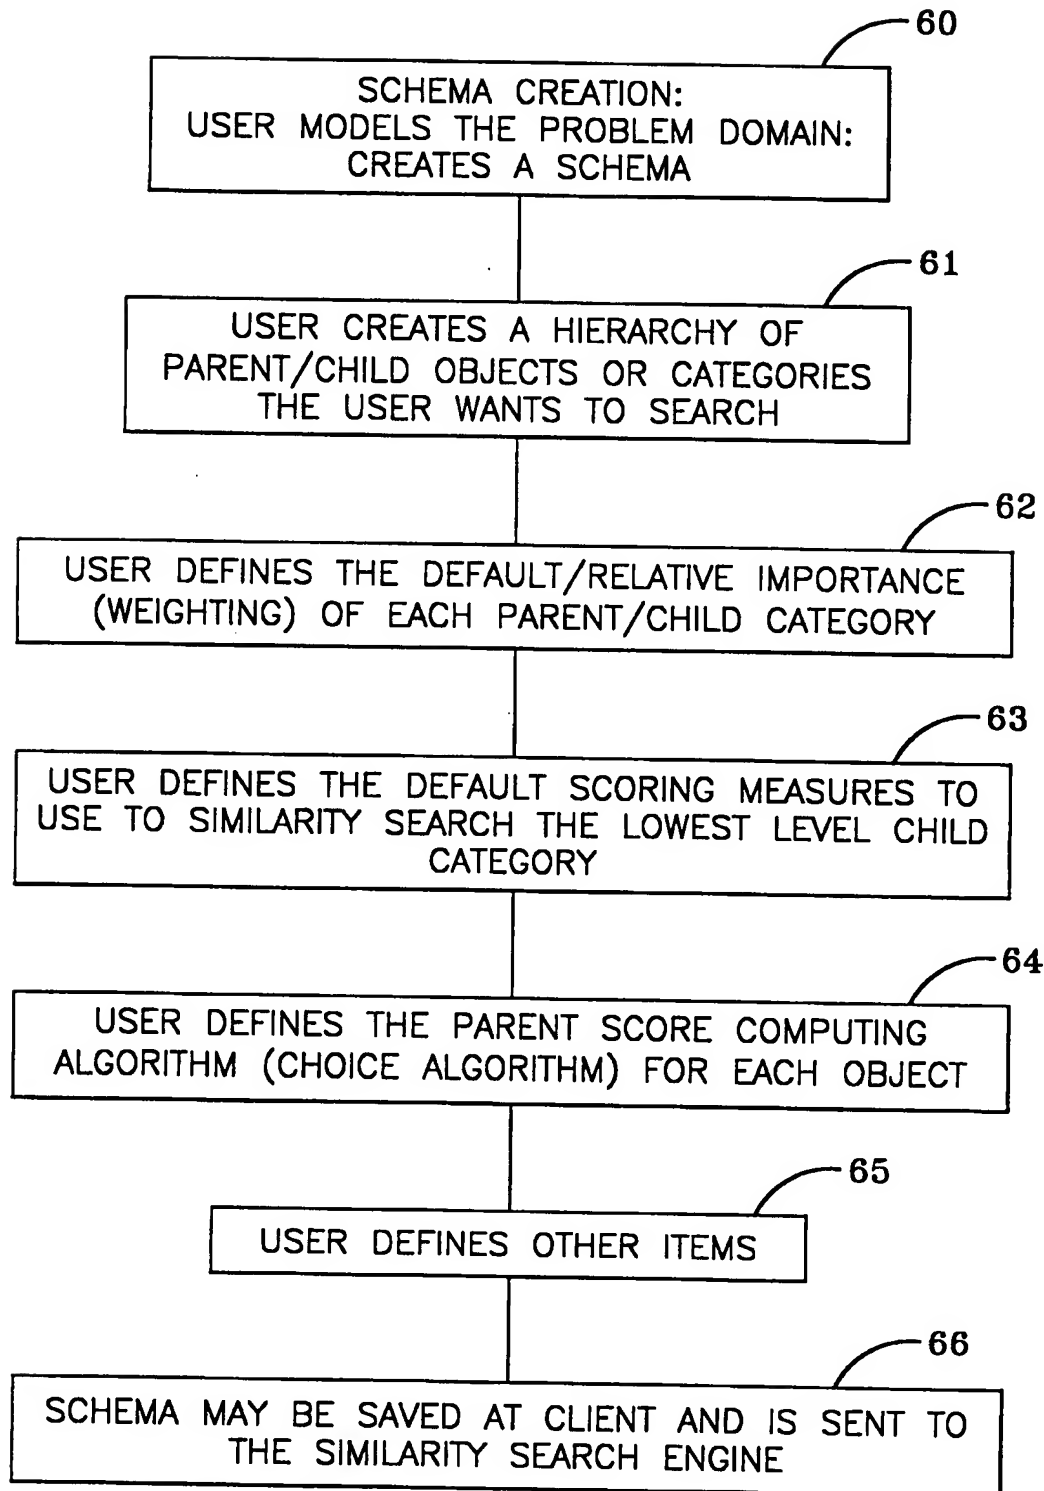 60
SCHEMA CREATION:
USER MODELS THE PROBLEM DOMAIN:
CREATES A SCHEMA
61
USER CREATES A HIERARCHY OF
PARENT/CHILD OBJECTS OR CATEGORIES
THE USER WANTS TO SEARCH
62
USER DEFINES THE DEFAULT/RELATIVE IMPORTANCE
(WEIGHTING) OF EACH PARENT/CHILD CATEGORY
63
USER DEFINES THE DEFAULT SCORING MEASURES TO
USE TO SIMILARITY SEARCH THE LOWEST LEVEL CHILD
CATEGORY
64
USER DEFINES THE PARENT SCORE COMPUTING
ALGORITHM (CHOICE ALGORITHM) FOR EACH OBJECT
65
USER DEFINES OTHER ITEMS
66
SCHEMA MAY BE SAVED AT CLIENT AND IS SENT TO
THE SIMILARITY SEARCH ENGINE